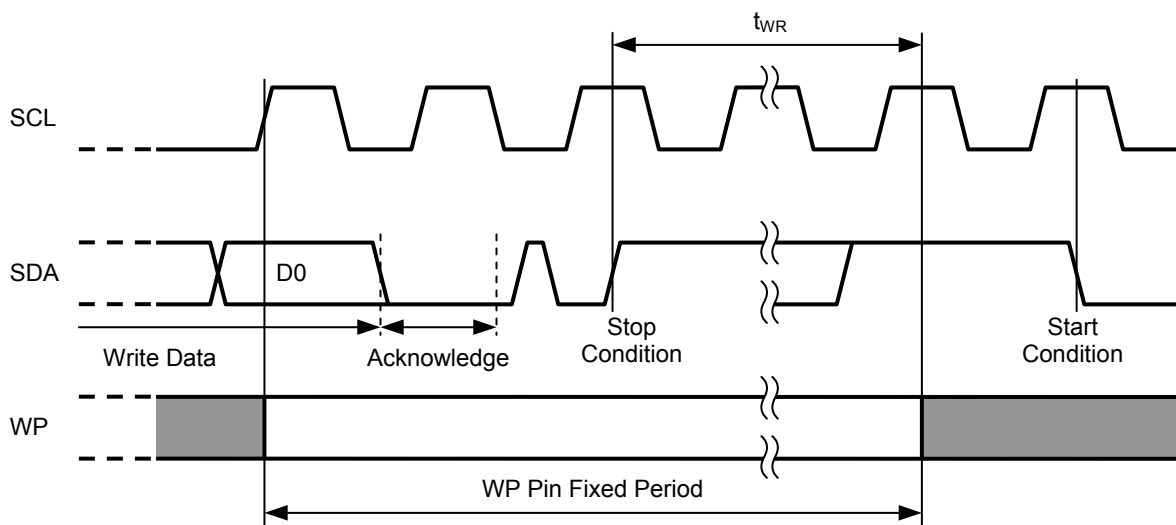 tWR
SCL
SDA
D0
Stop
Condition
Start
Condition
Write Data
Acknowledge
WP
WP Pin Fixed Period